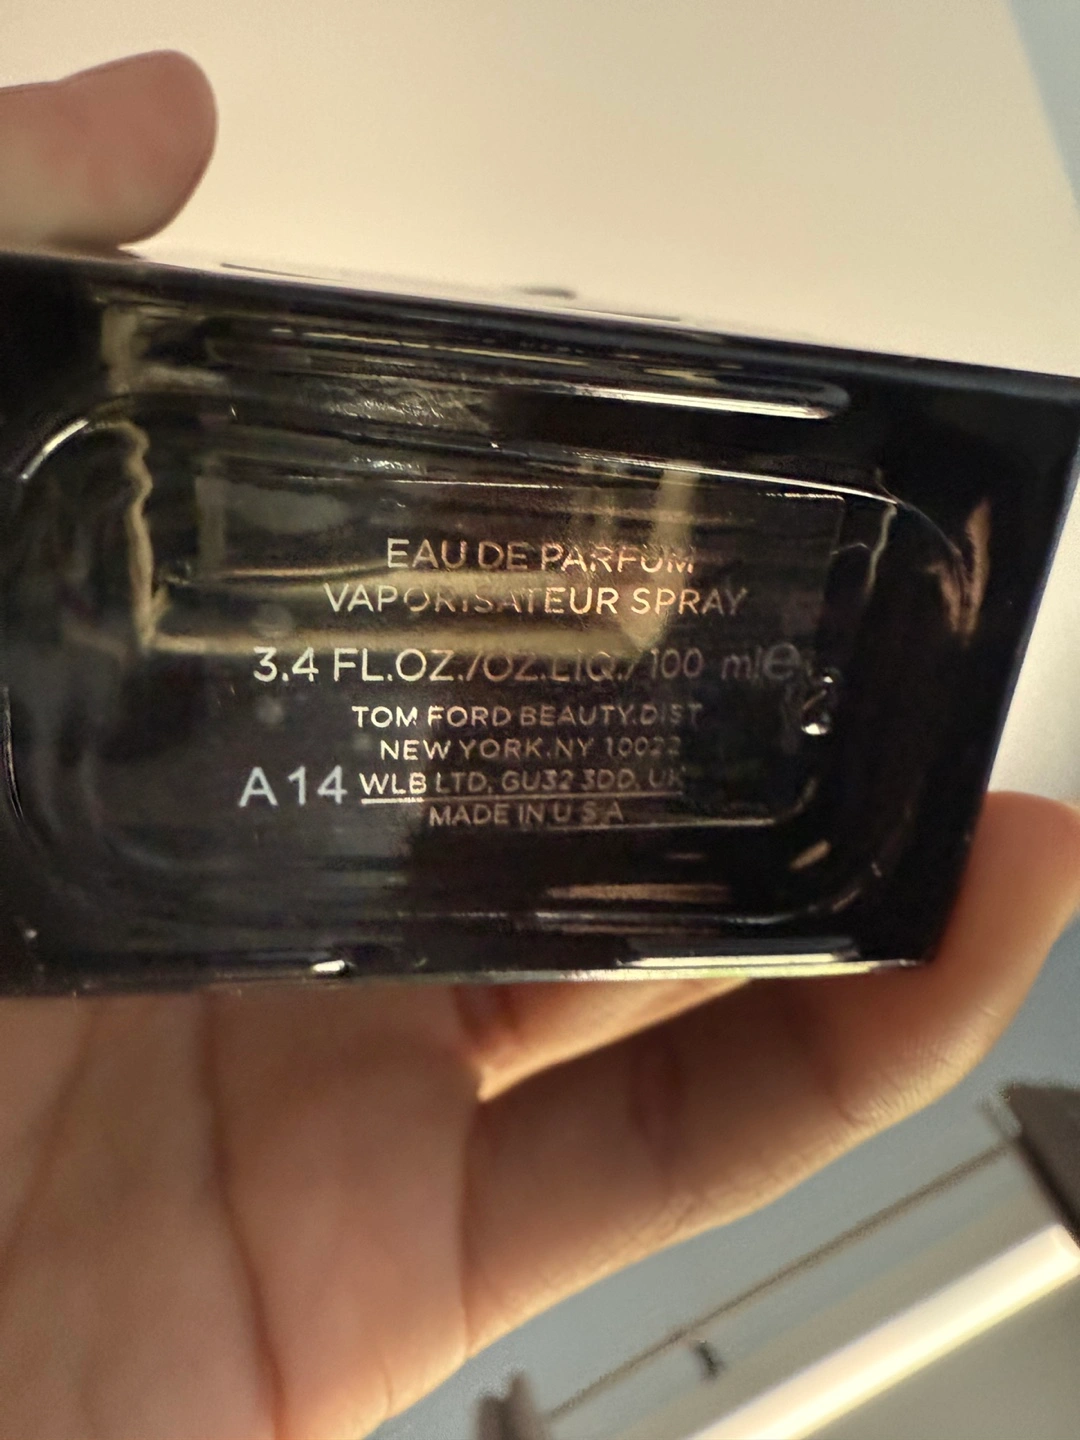 EAU DE PARFUM
VAPORISATEUR SPRAY
3.4 FL.OZ./OZ.LIQ./100 ml e
TOM FORD BEAUTY.DIST
NEW YORK.NY 10022
A14 WLB LTD, GU32 3DD, UK
MADE IN U S A